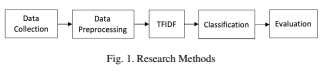 Data
Collection
Data
Preprocessing
TFIDF
Classification
Evaluation
Fig. 1. Research Methods